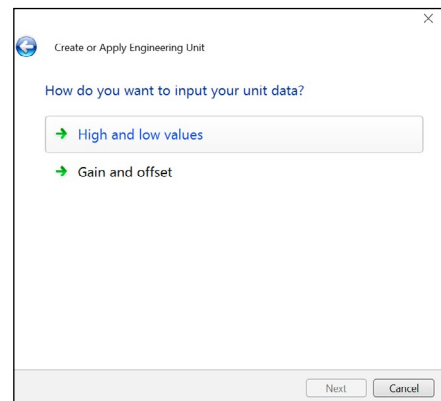 Create or Apply Engineering Unit
How do you want to input your unit data?
High and low values
Gain and offset
Next
Cancel